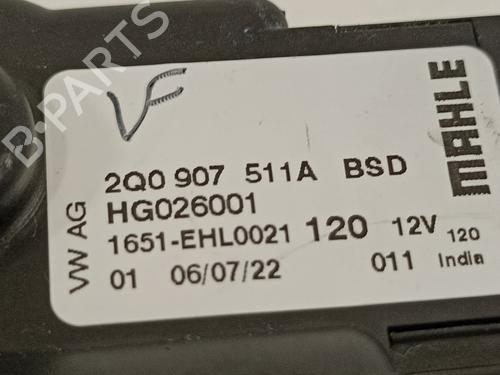 B-PARTS
VF
2Q0 907 511A BSD
HG026001
1651-EHL0021 120 12V 120
01 06/07/22 011 India
VW AG
MAHLE